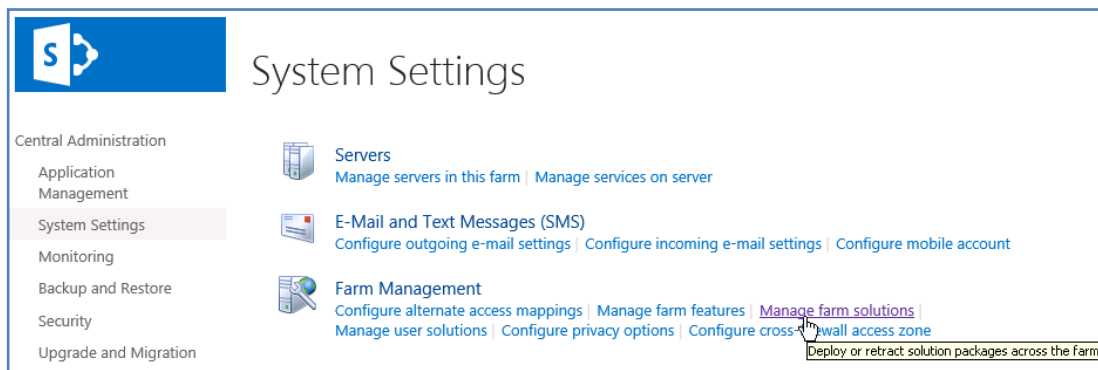 S
System Settings
Central Administration
Application
Management
System Settings
Monitoring
Backup and Restore
Security
Upgrade and Migration
Servers
Manage servers in this farm | Manage services on server
E-Mail and Text Messages (SMS)
Configure outgoing e-mail settings | Configure incoming e-mail settings | Configure mobile account
Farm Management
Configure alternate access mappings | Manage farm features | Manage farm solutions |
Manage user solutions | Configure privacy options | Configure cross-firewall access zone
Deploy or retract solution packages across the farm